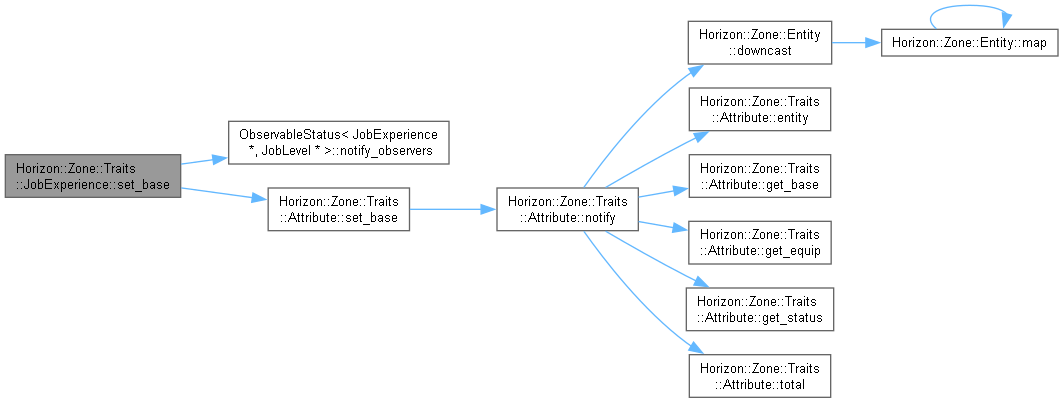 Horizon::Zone::Traits
::JobExperience::set_base
ObservableStatus< JobExperience
*, JobLevel * >::notify_observers
Horizon::Zone::Traits
::Attribute::set_base
Horizon::Zone::Traits
::Attribute::notify
Horizon::Zone::Entity
::downcast
Horizon::Zone::Entity::map
Horizon::Zone::Traits
::Attribute::entity
Horizon::Zone::Traits
::Attribute::get_base
Horizon::Zone::Traits
::Attribute::get_equip
Horizon::Zone::Traits
::Attribute::get_status
Horizon::Zone::Traits
::Attribute::total